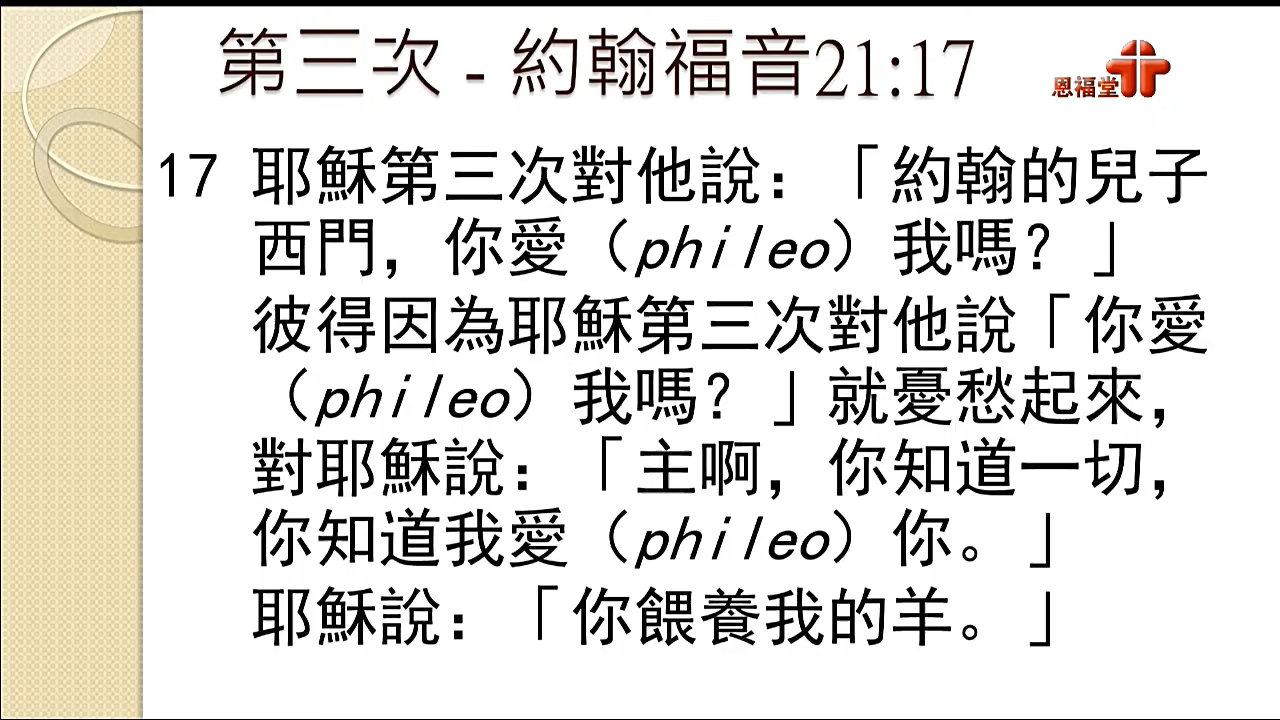 第三次 - 約翰福音21:17
恩福堂
17 耶穌第三次對他說：「約翰的兒子
西門，你愛（phileo）我嗎？」
彼得因為耶穌第三次對他說「你愛
（phileo）我嗎？」就憂愁起來，
對耶穌說：「主啊，你知道一切，
你知道我愛（phileo）你。」
耶穌說：「你餵養我的羊。」